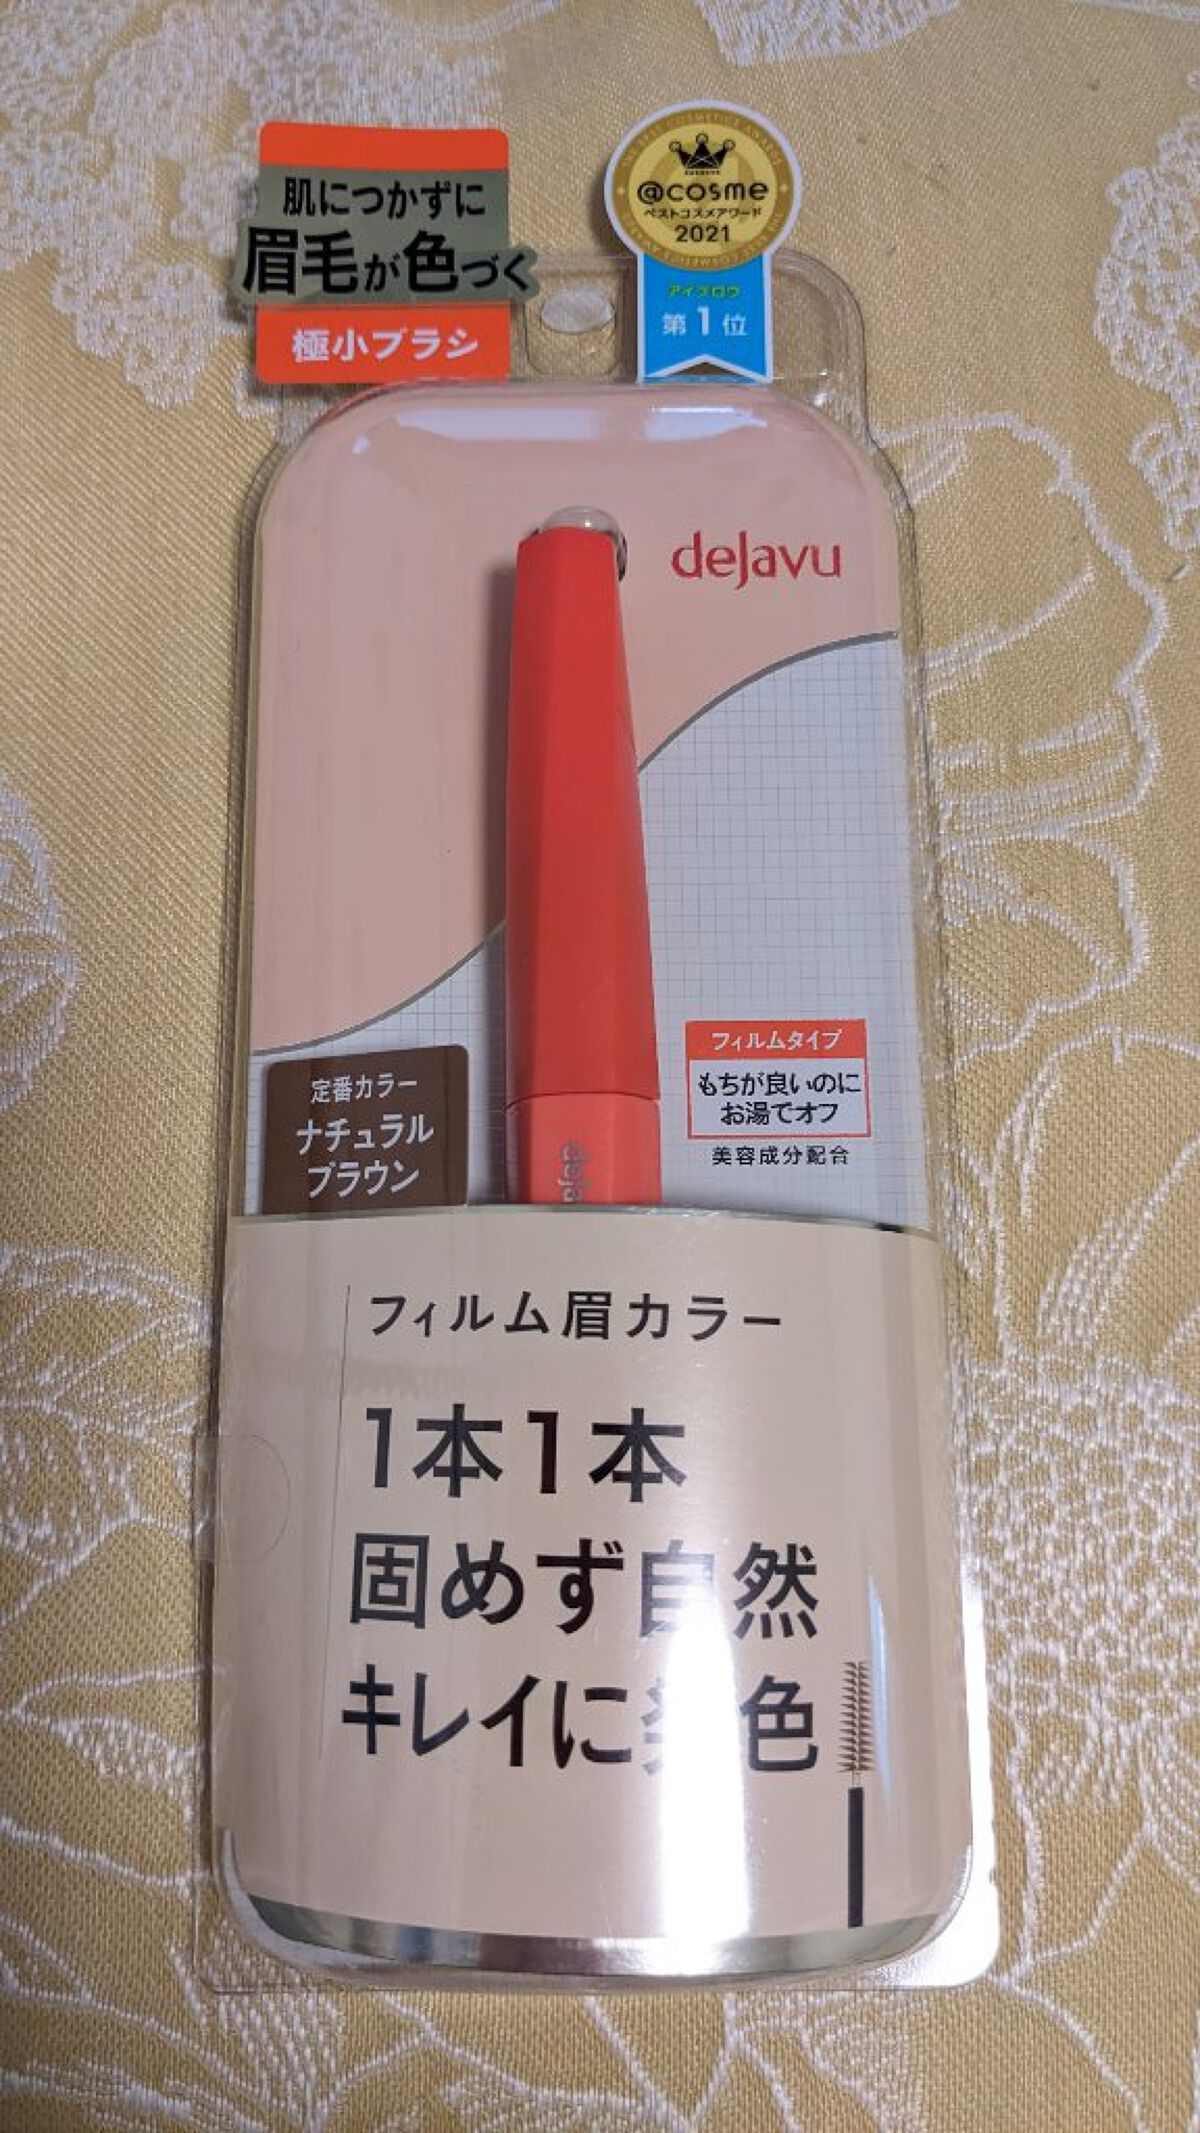 肌につかずに
眉毛が色づく
極小ブラシ
@cosme
ベストコスメアワード
2021
アイブロウ
第1位
dejavu
フィルムタイプ
もちが良いのに
お湯でオフ
美容成分配合
定番カラー
ナチュラル
ブラウン
deja
フィルム眉カラー
1本1本
固めず自然
キレイに発色